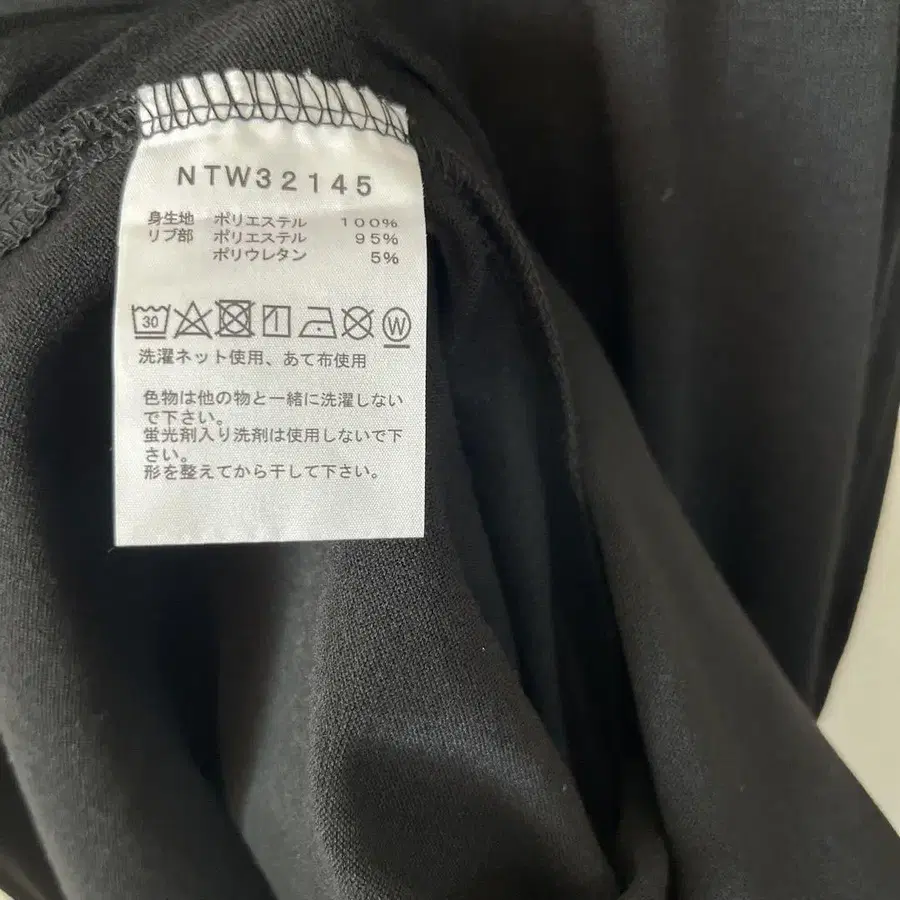 NTW32145
身生地 ポリエステル 100%
リブ部 ポリエステル 95%
ポリウレタン 5%
30 W
洗濯ネット使用、あて布使用
色物は他の物と一緒に洗濯しない
で下さい。
蛍光剤入り洗剤は使用しないで下
さい。
形を整えてから干して下さい。